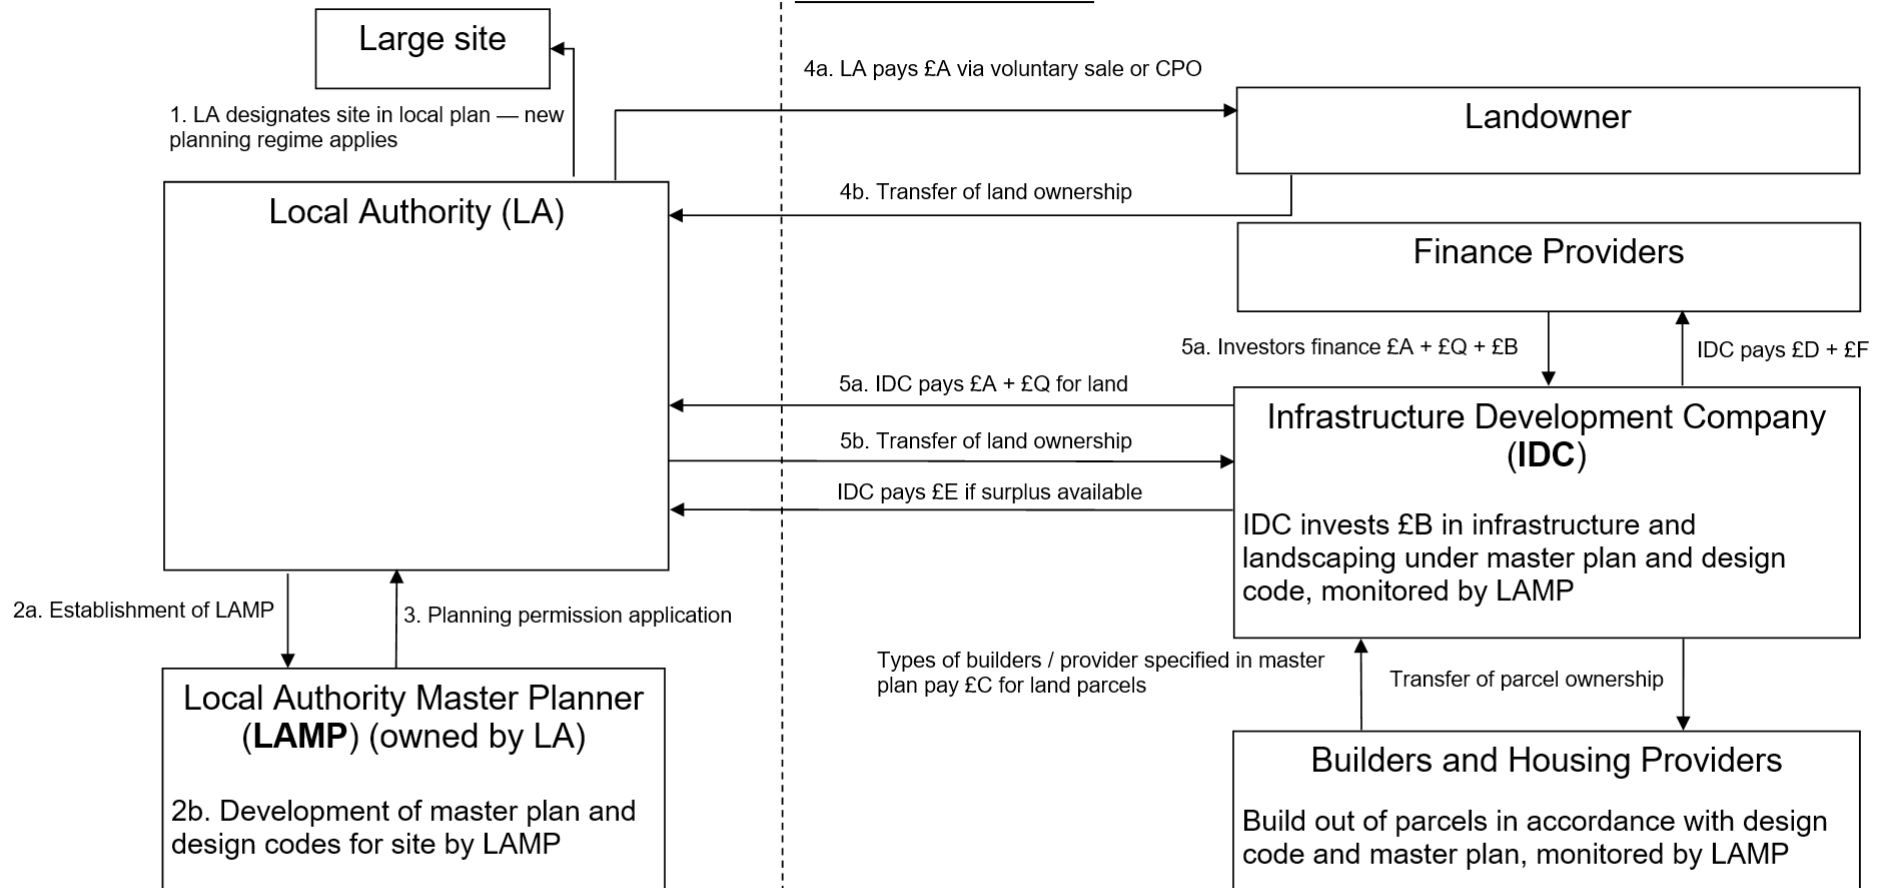 Large site
1. LA designates site in local plan — new
planning regime applies
4a. LA pays £A via voluntary sale or CPO
Landowner
Local Authority (LA)
4b. Transfer of land ownership
Finance Providers
5a. Investors finance £A + £Q + £B
IDC pays £D + £F
5a. IDC pays £A + £Q for land
5b. Transfer of land ownership
IDC pays £E if surplus available
Infrastructure Development Company
(IDC)
IDC invests £B in infrastructure and
landscaping under master plan and design
code, monitored by LAMP
2a. Establishment of LAMP
3. Planning permission application
Types of builders / provider specified in master
plan pay £C for land parcels
Transfer of parcel ownership
Local Authority Master Planner
(LAMP) (owned by LA)
2b. Development of master plan and
design codes for site by LAMP
Builders and Housing Providers
Build out of parcels in accordance with design
code and master plan, monitored by LAMP